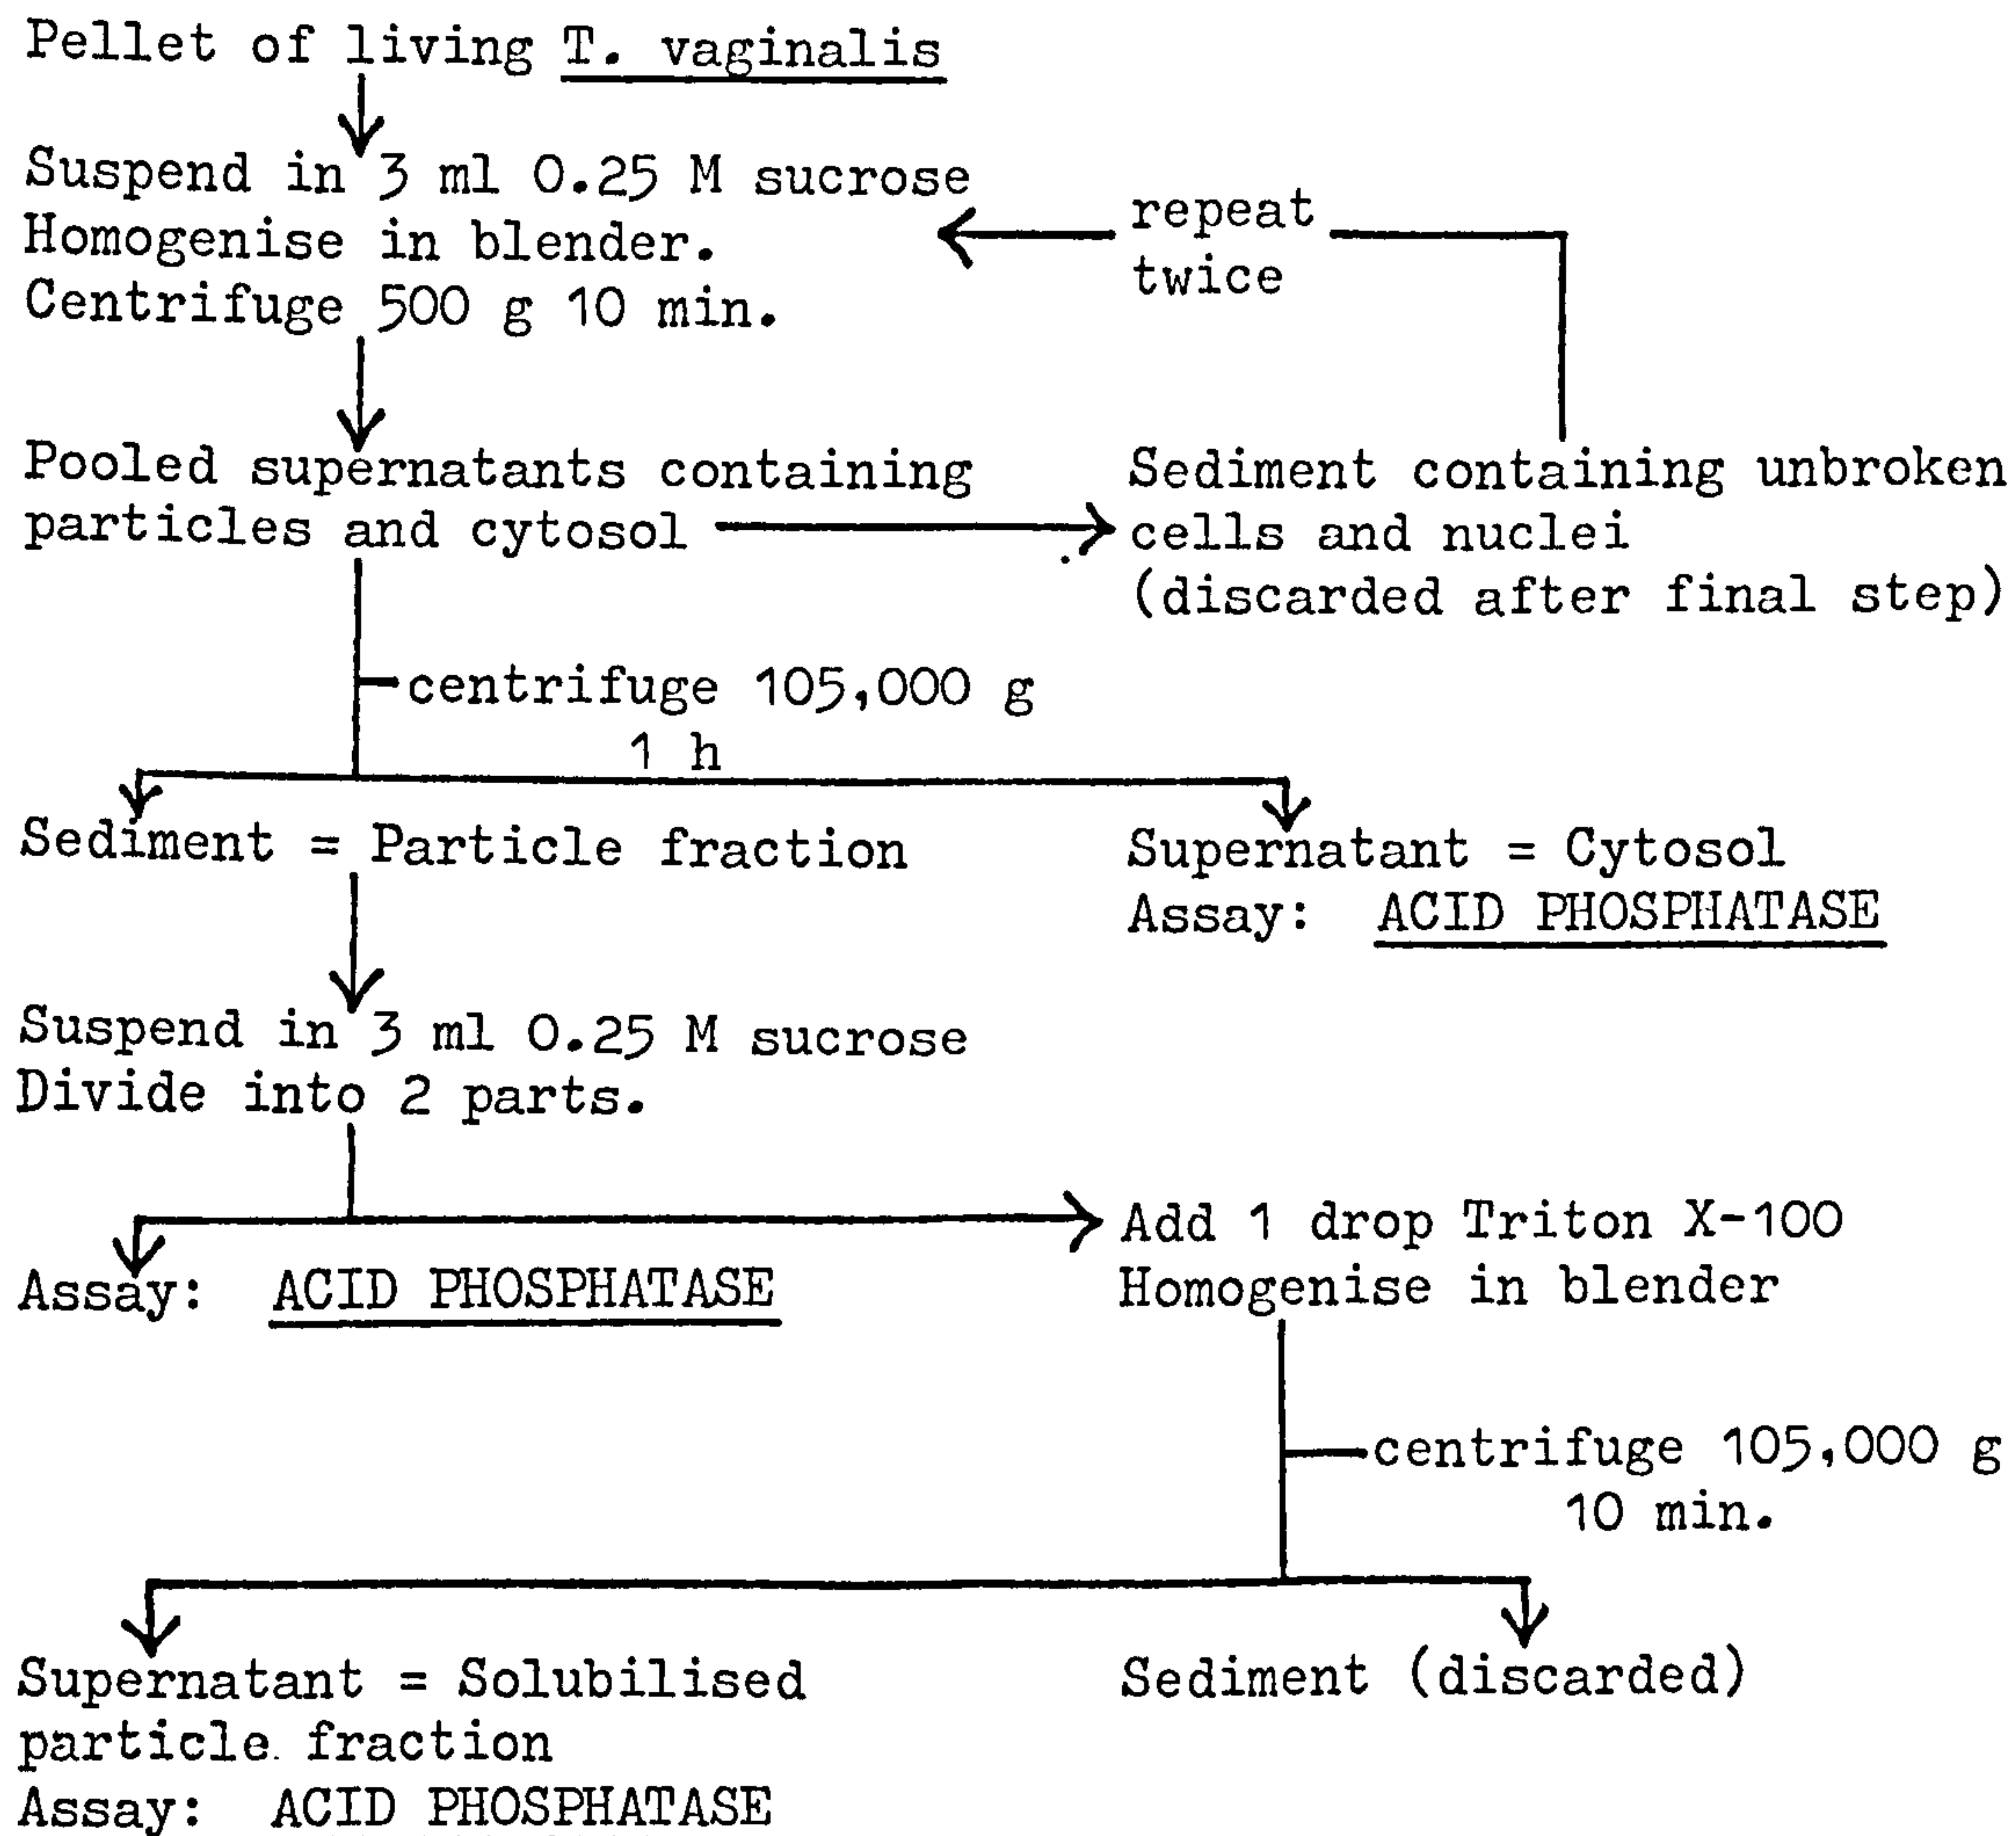 Pellet of living T. vaginalis
Suspend in 3 ml 0.25 M sucrose
Homogenise in blender.
Centrifuge 500 g 10 min.
repeat
twice
Pooled supernatants containing
particles and cytosol
Sediment containing unbroken
cells and nuclei
(discarded after final step)
centrifuge 105,000 g
1 h
Sediment = Particle fraction
Supernatant = Cytosol
Assay: ACID PHOSPHATASE
Suspend in 3 ml 0.25 M sucrose
Divide into 2 parts.
Assay: ACID PHOSPHATASE
Add 1 drop Triton X-100
Homogenise in blender
centrifuge 105,000 g
10 min.
Supernatant = Solubilised
particle fraction
Assay: ACID PHOSPHATASE
Sediment (discarded)